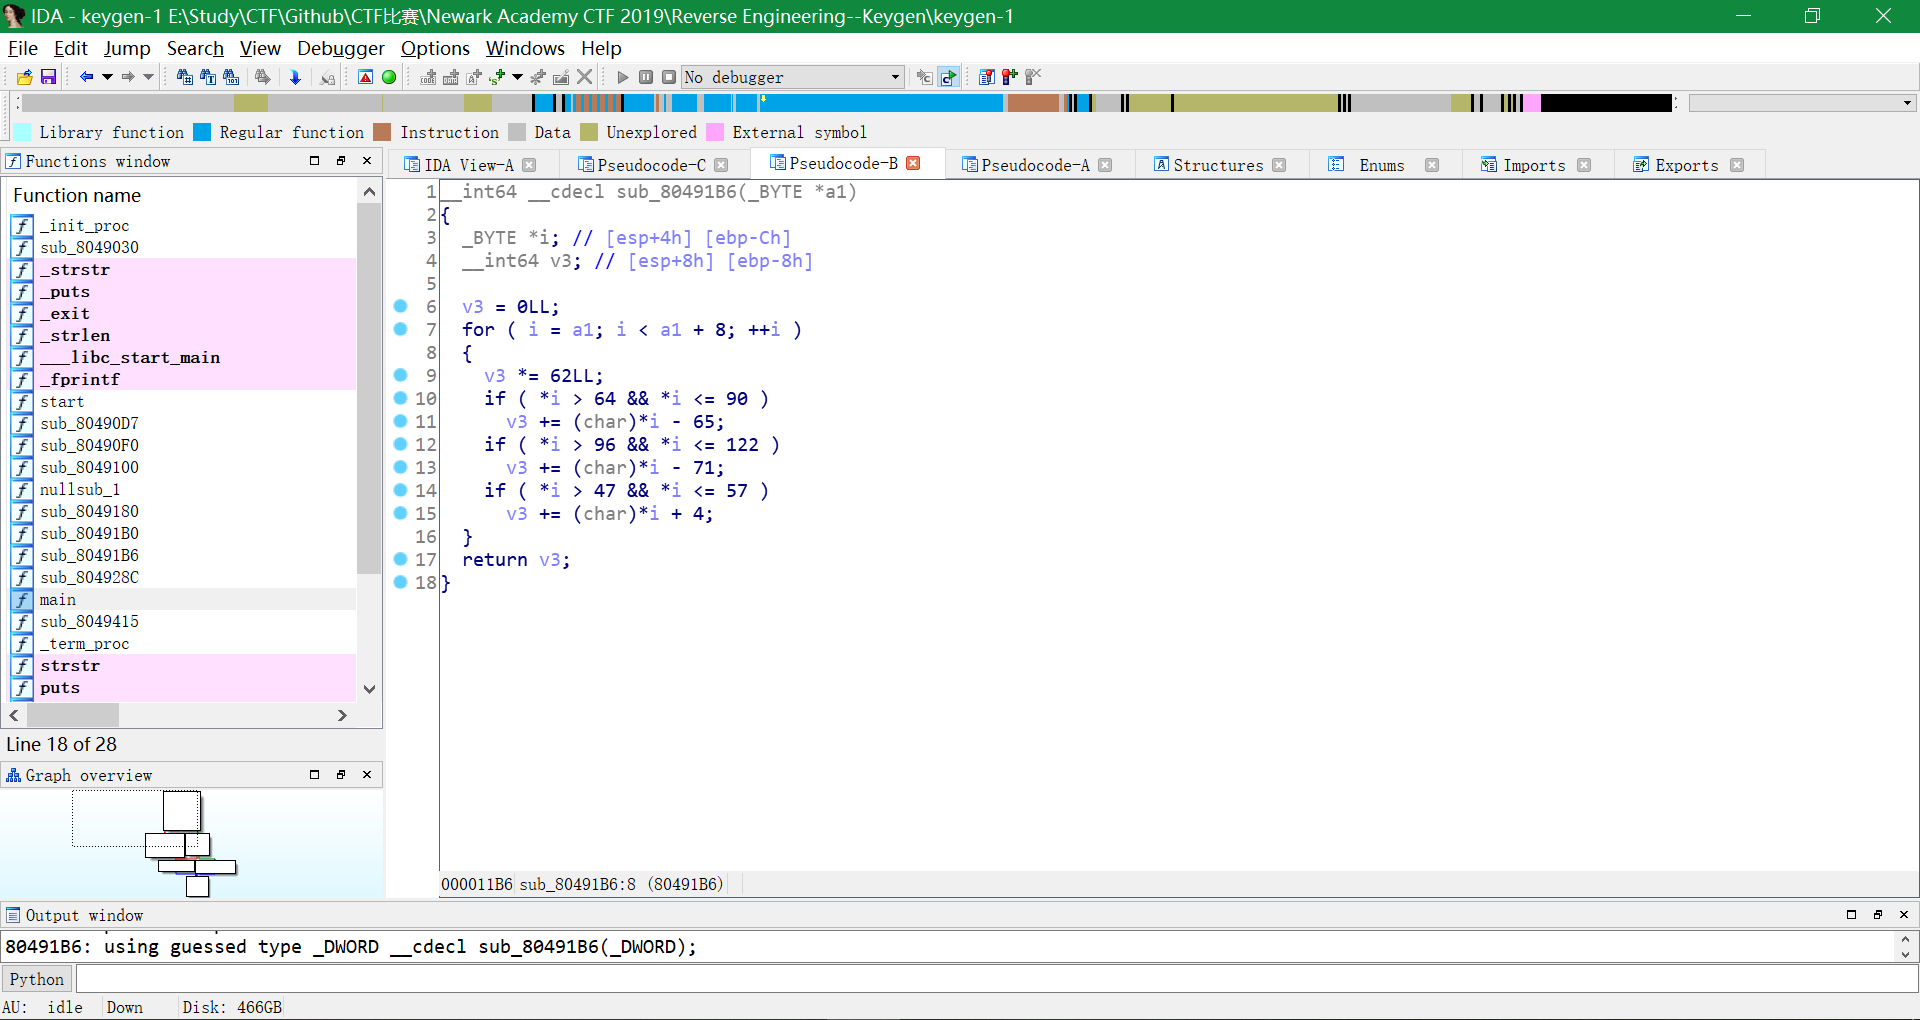 IDA - keygen-1 E:\Study\CTF\Github\CTF比赛\Newark Academy CTF 2019\Reverse Engineering--Keygen\keygen-1
File Edit Jump Search View Debugger Options Windows Help
No debugger
Library function Regular function Instruction Data Unexplored External symbol
Functions window
Function name
_init_proc
sub_8049030
_strstr
_puts
_exit
_strlen
___libc_start_main
_fprintf
start
sub_80490D7
sub_80490F0
sub_8049100
nullsub_1
sub_8049180
sub_80491B0
sub_80491B6
sub_804928C
main
sub_8049415
_term_proc
strstr
puts
Line 18 of 28
Graph overview
IDA View-A Pseudocode-C Pseudocode-B Pseudocode-A Structures Enums Imports Exports
1 __int64 __cdecl sub_80491B6(_BYTE *a1)
2 {
3 _BYTE *i; // [esp+4h] [ebp-Ch]
4 __int64 v3; // [esp+8h] [ebp-8h]
5
6 v3 = 0LL;
7 for ( i = a1; i < a1 + 8; ++i )
8 {
9 v3 *= 62LL;
10 if ( *i > 64 && *i <= 90 )
11 v3 += (char)*i - 65;
12 if ( *i > 96 && *i <= 122 )
13 v3 += (char)*i - 71;
14 if ( *i > 47 && *i <= 57 )
15 v3 += (char)*i + 4;
16 }
17 return v3;
18 }
000011B6 sub_80491B6:8 (80491B6)
Output window
80491B6: using guessed type _DWORD __cdecl sub_80491B6(_DWORD);
Python
AU: idle Down Disk: 466GB